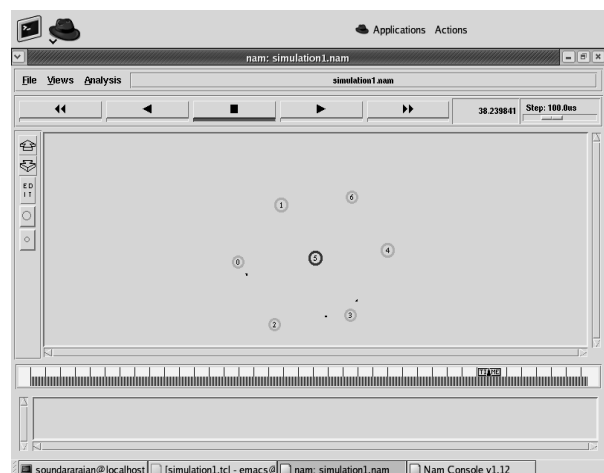 Applications Actions
nam: simulation1.nam
File Views Analysis simulation1.nam
38.239841 Step: 100.0us
ED
IT
1
6
4
5
0
3
2
TIME
soundararajan@localhost [simulation1.tcl - emacs@ nam: simulation1.nam Nam Console v1.12